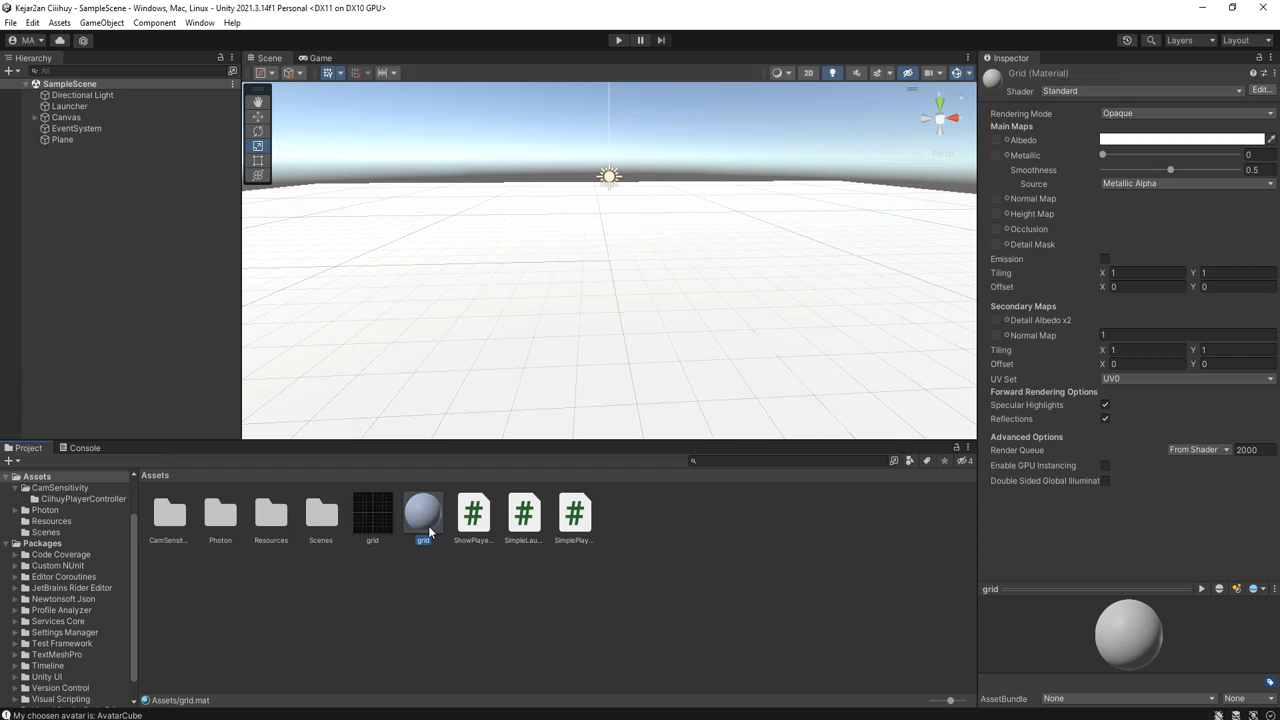 Kejar2an Ciiihuy - SampleScene - Windows, Mac, Linux - Unity 2021.3.14f1 Personal <DX11 on DX10 GPU>
File Edit Assets GameObject Component Window Help
MA Layers Layout
Hierarchy Scene Game Inspector
All 2D Grid (Material)
SampleScene Shader Standard Edit...
Directional Light
Launcher
Canvas
EventSystem
Plane
Persp
Rendering Mode Opaque
Main Maps
Albedo
Metallic 0
Smoothness 0.5
Source Metallic Alpha
Normal Map
Height Map
Occlusion
Detail Mask
Emission
Tiling X 1 Y 1
Offset X 0 Y 0
Secondary Maps
Detail Albedo x2
Normal Map 1
Tiling X 1 Y 1
Offset X 0 Y 0
UV Set UV0
Forward Rendering Options
Specular Highlights
Reflections
Advanced Options
Render Queue From Shader 2000
Enable GPU Instancing
Double Sided Global Illuminat
Project Console
4
Assets
CamSensitivity
CiihuyPlayerController
Photon
Resources
Scenes
Packages
Code Coverage
Custom NUnit
Editor Coroutines
JetBrains Rider Editor
Newtonsoft Json
Profile Analyzer
Services Core
Settings Manager
Test Framework
TextMeshPro
Timeline
Unity UI
Version Control
Visual Scripting
Assets
CamSensit... Photon Resources Scenes grid grid ShowPlaye... SimpleLau... SimplePlay...
Assets/grid.mat
grid
AssetBundle None None
My choosen avatar is: AvatarCube